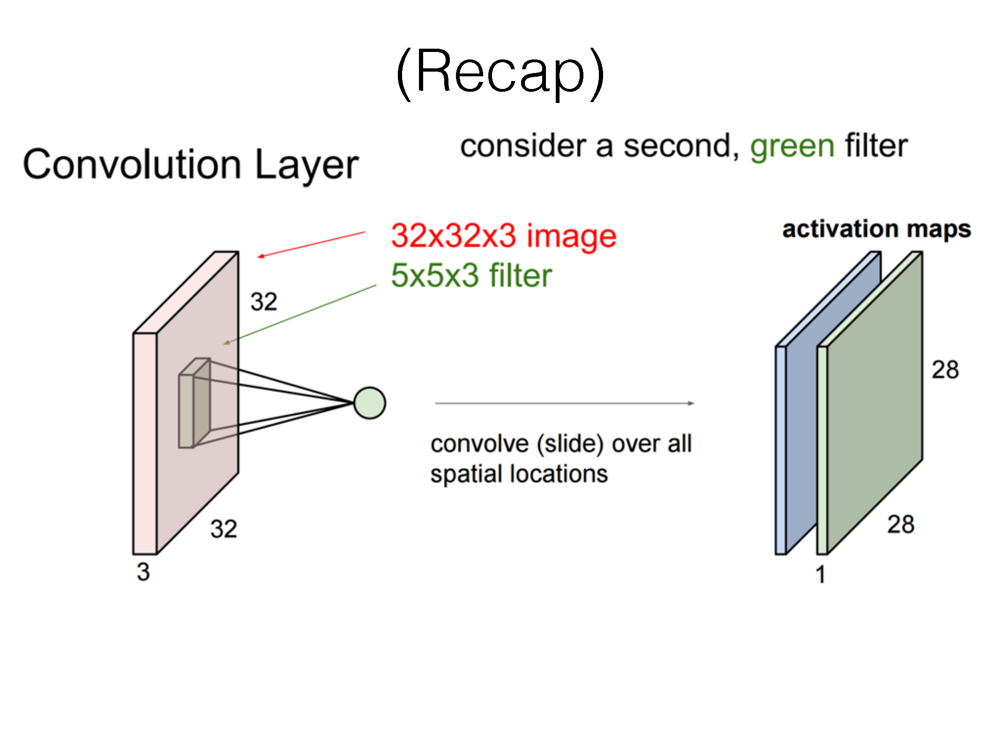 (Recap)
consider a second, green filter
Convolution Layer
32x32x3 image
5x5x3 filter
activation maps
32
28
convolve (slide) over all
spatial locations
32
28
3
1